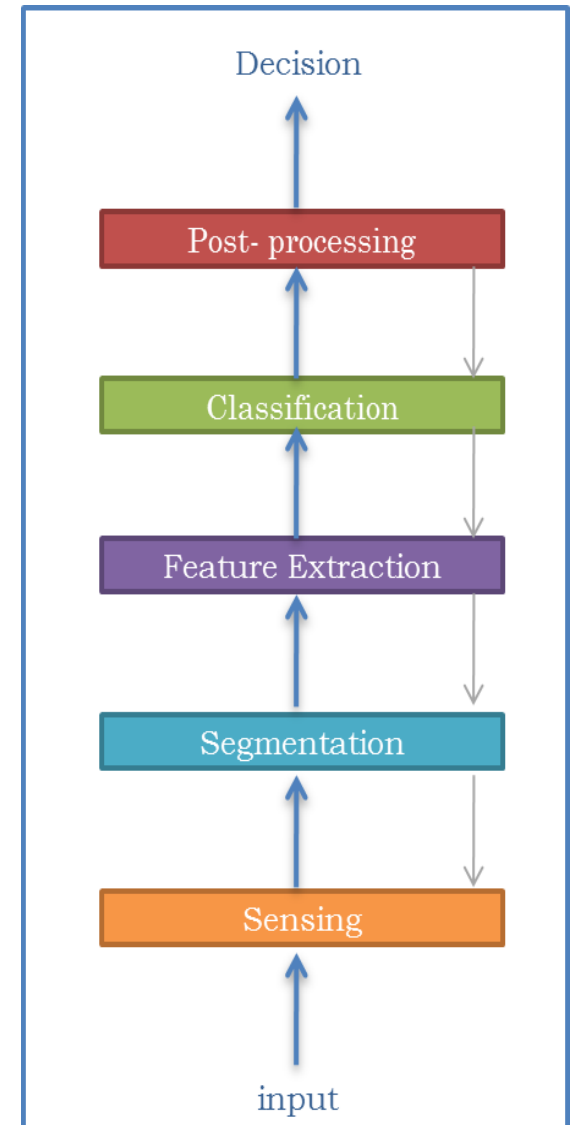 Decision
Post- processing
Classification
Feature Extraction
Segmentation
Sensing
input